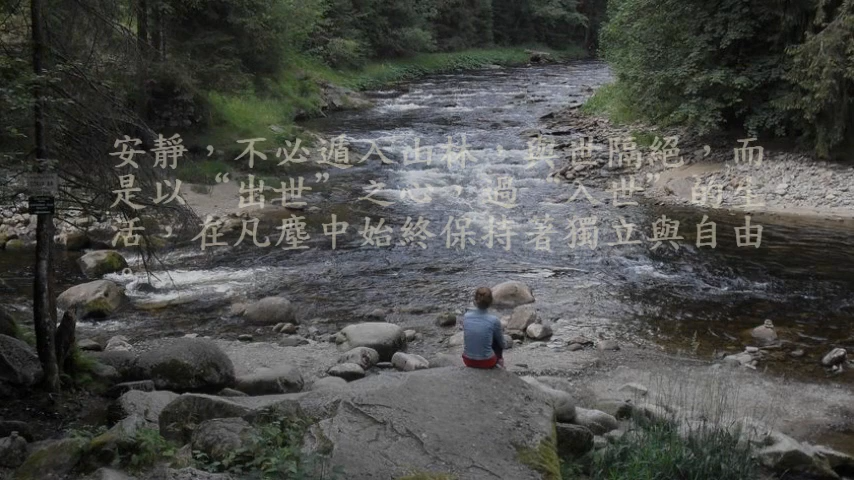 安靜，不必遁入山林，與世隔絕，而
是以“出世”之心，過“入世”的生
活，在凡塵中始終保持著獨立與自由
。